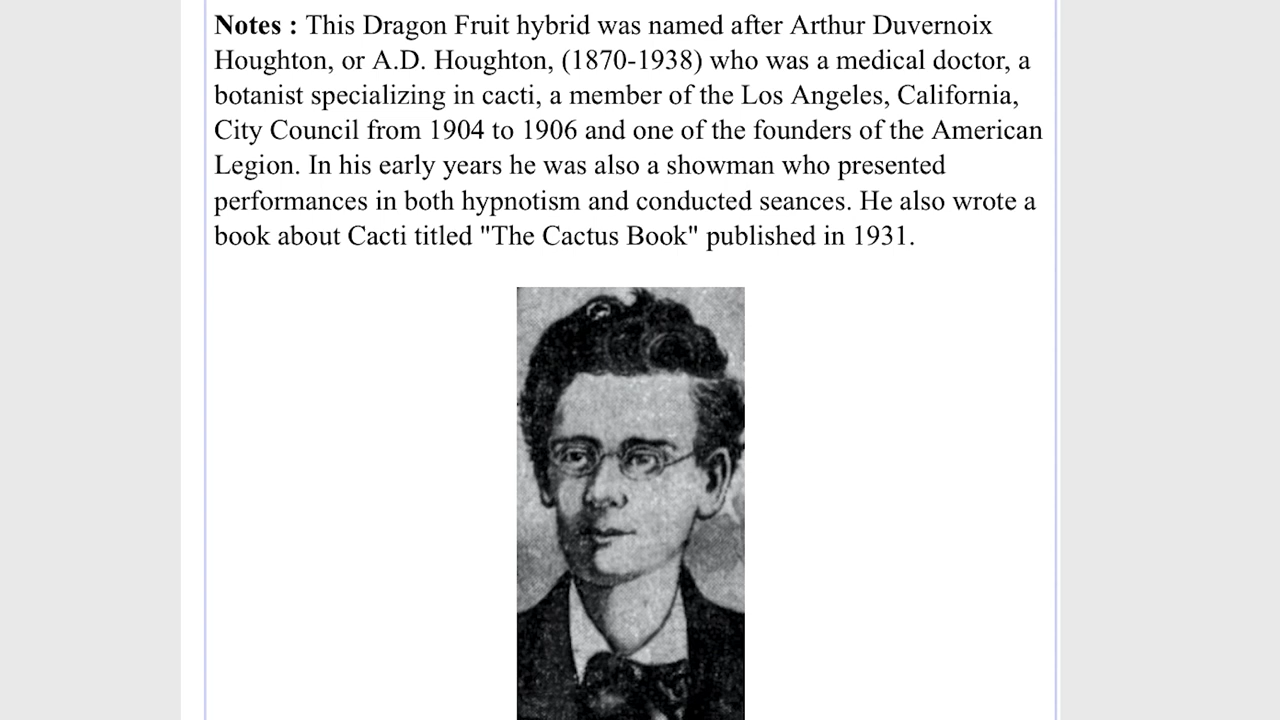 Notes : This Dragon Fruit hybrid was named after Arthur Duvernoix
Houghton, or A.D. Houghton, (1870-1938) who was a medical doctor, a
botanist specializing in cacti, a member of the Los Angeles, California,
City Council from 1904 to 1906 and one of the founders of the American
Legion. In his early years he was also a showman who presented
performances in both hypnotism and conducted seances. He also wrote a
book about Cacti titled "The Cactus Book" published in 1931.